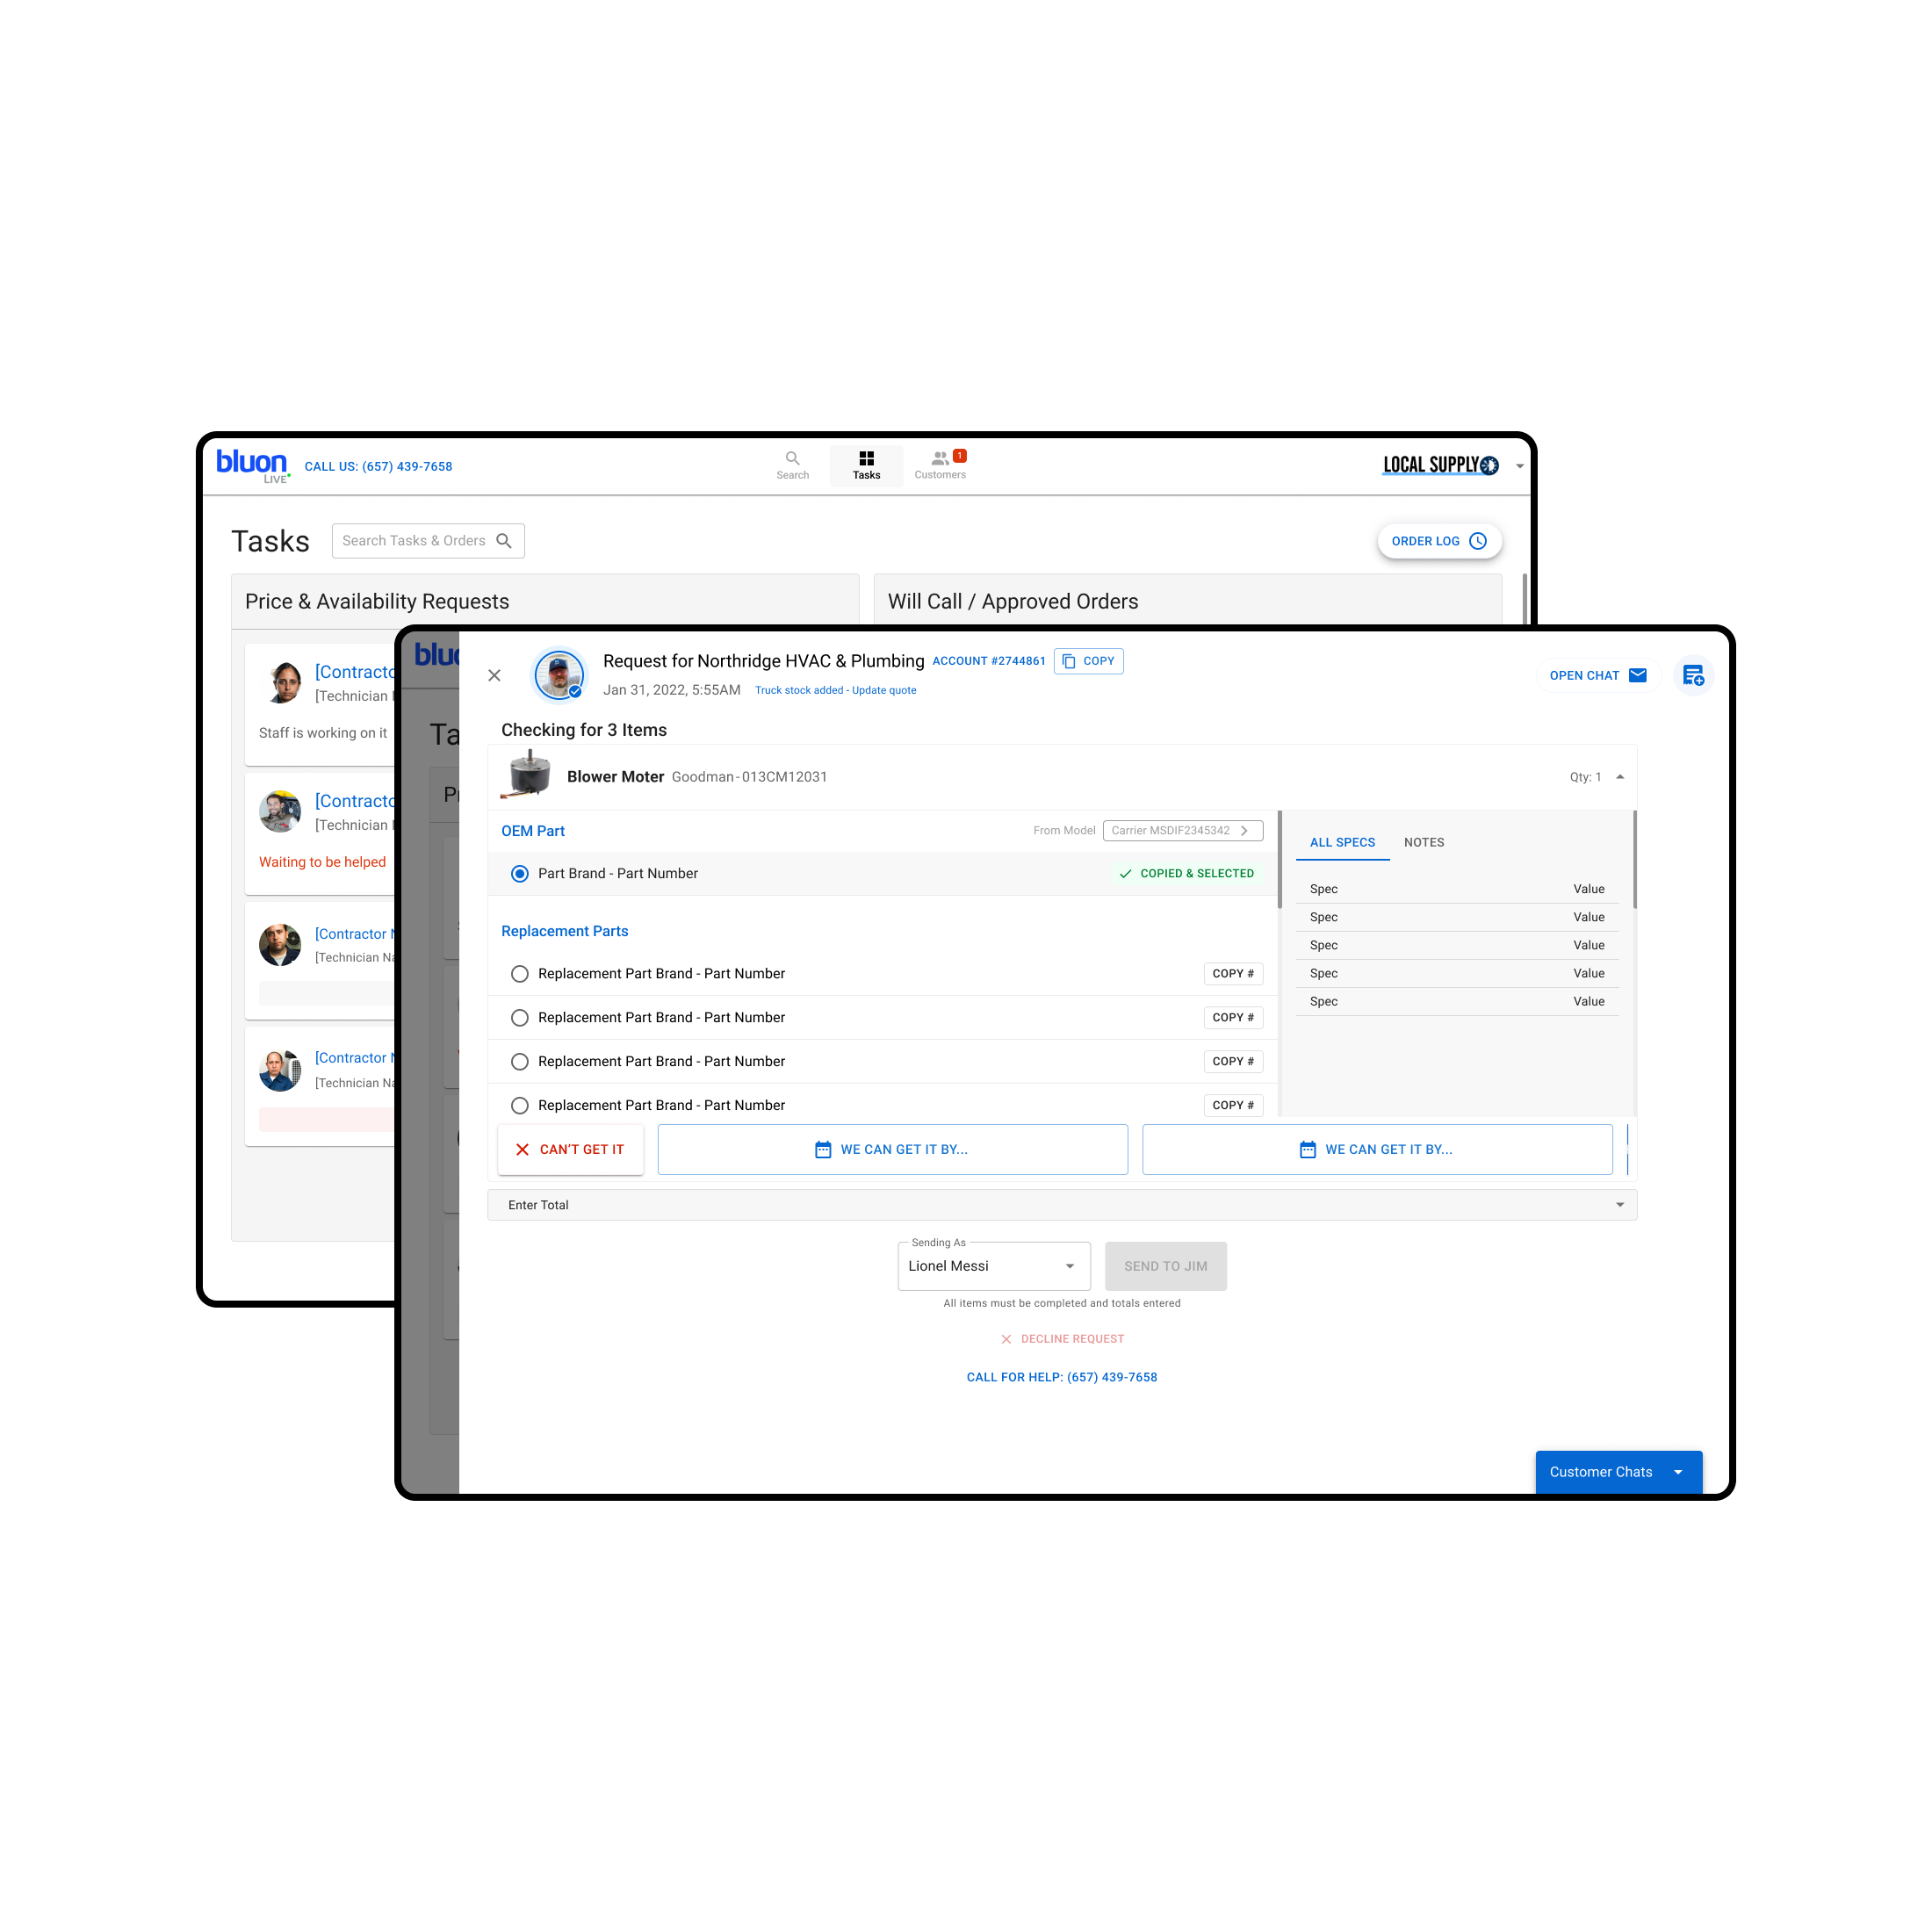 bluon
LIVE
CALL US: (657) 439-7658
Search
Tasks
Customers
1
LOCAL SUPPLY
Tasks
Search Tasks & Orders
ORDER LOG
Price & Availability Requests
Will Call / Approved Orders
[Contracto
[Technician
Staff is working on it
[Contracto
[Technician
Waiting to be helped
[Contractor
[Technician Na
[Contractor
[Technician Na
blu
Ta
P
Request for Northridge HVAC & Plumbing ACCOUNT #2744861 COPY
Jan 31, 2022, 5:55AM Truck stock added - Update quote
OPEN CHAT
Checking for 3 Items
Blower Moter Goodman - 013CM12031
Qty: 1
OEM Part
From Model Carrier MSDIF2345342
Part Brand - Part Number
COPIED & SELECTED
Replacement Parts
Replacement Part Brand - Part Number COPY #
Replacement Part Brand - Part Number COPY #
Replacement Part Brand - Part Number COPY #
Replacement Part Brand - Part Number COPY #
ALL SPECS NOTES
Spec Value
Spec Value
Spec Value
Spec Value
Spec Value
CAN'T GET IT
WE CAN GET IT BY...
WE CAN GET IT BY...
Enter Total
Sending As
Lionel Messi
SEND TO JIM
All items must be completed and totals entered
DECLINE REQUEST
CALL FOR HELP: (657) 439-7658
Customer Chats